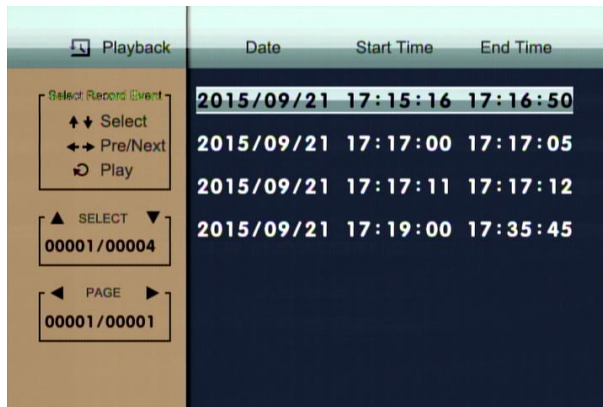 Playback
Date Start Time End Time
Select Record Event
Select
Pre/Next
Play
SELECT
00001/00004
PAGE
00001/00001
2015/09/21 17:15:16 17:16:50
2015/09/21 17:17:00 17:17:05
2015/09/21 17:17:11 17:17:12
2015/09/21 17:19:00 17:35:45